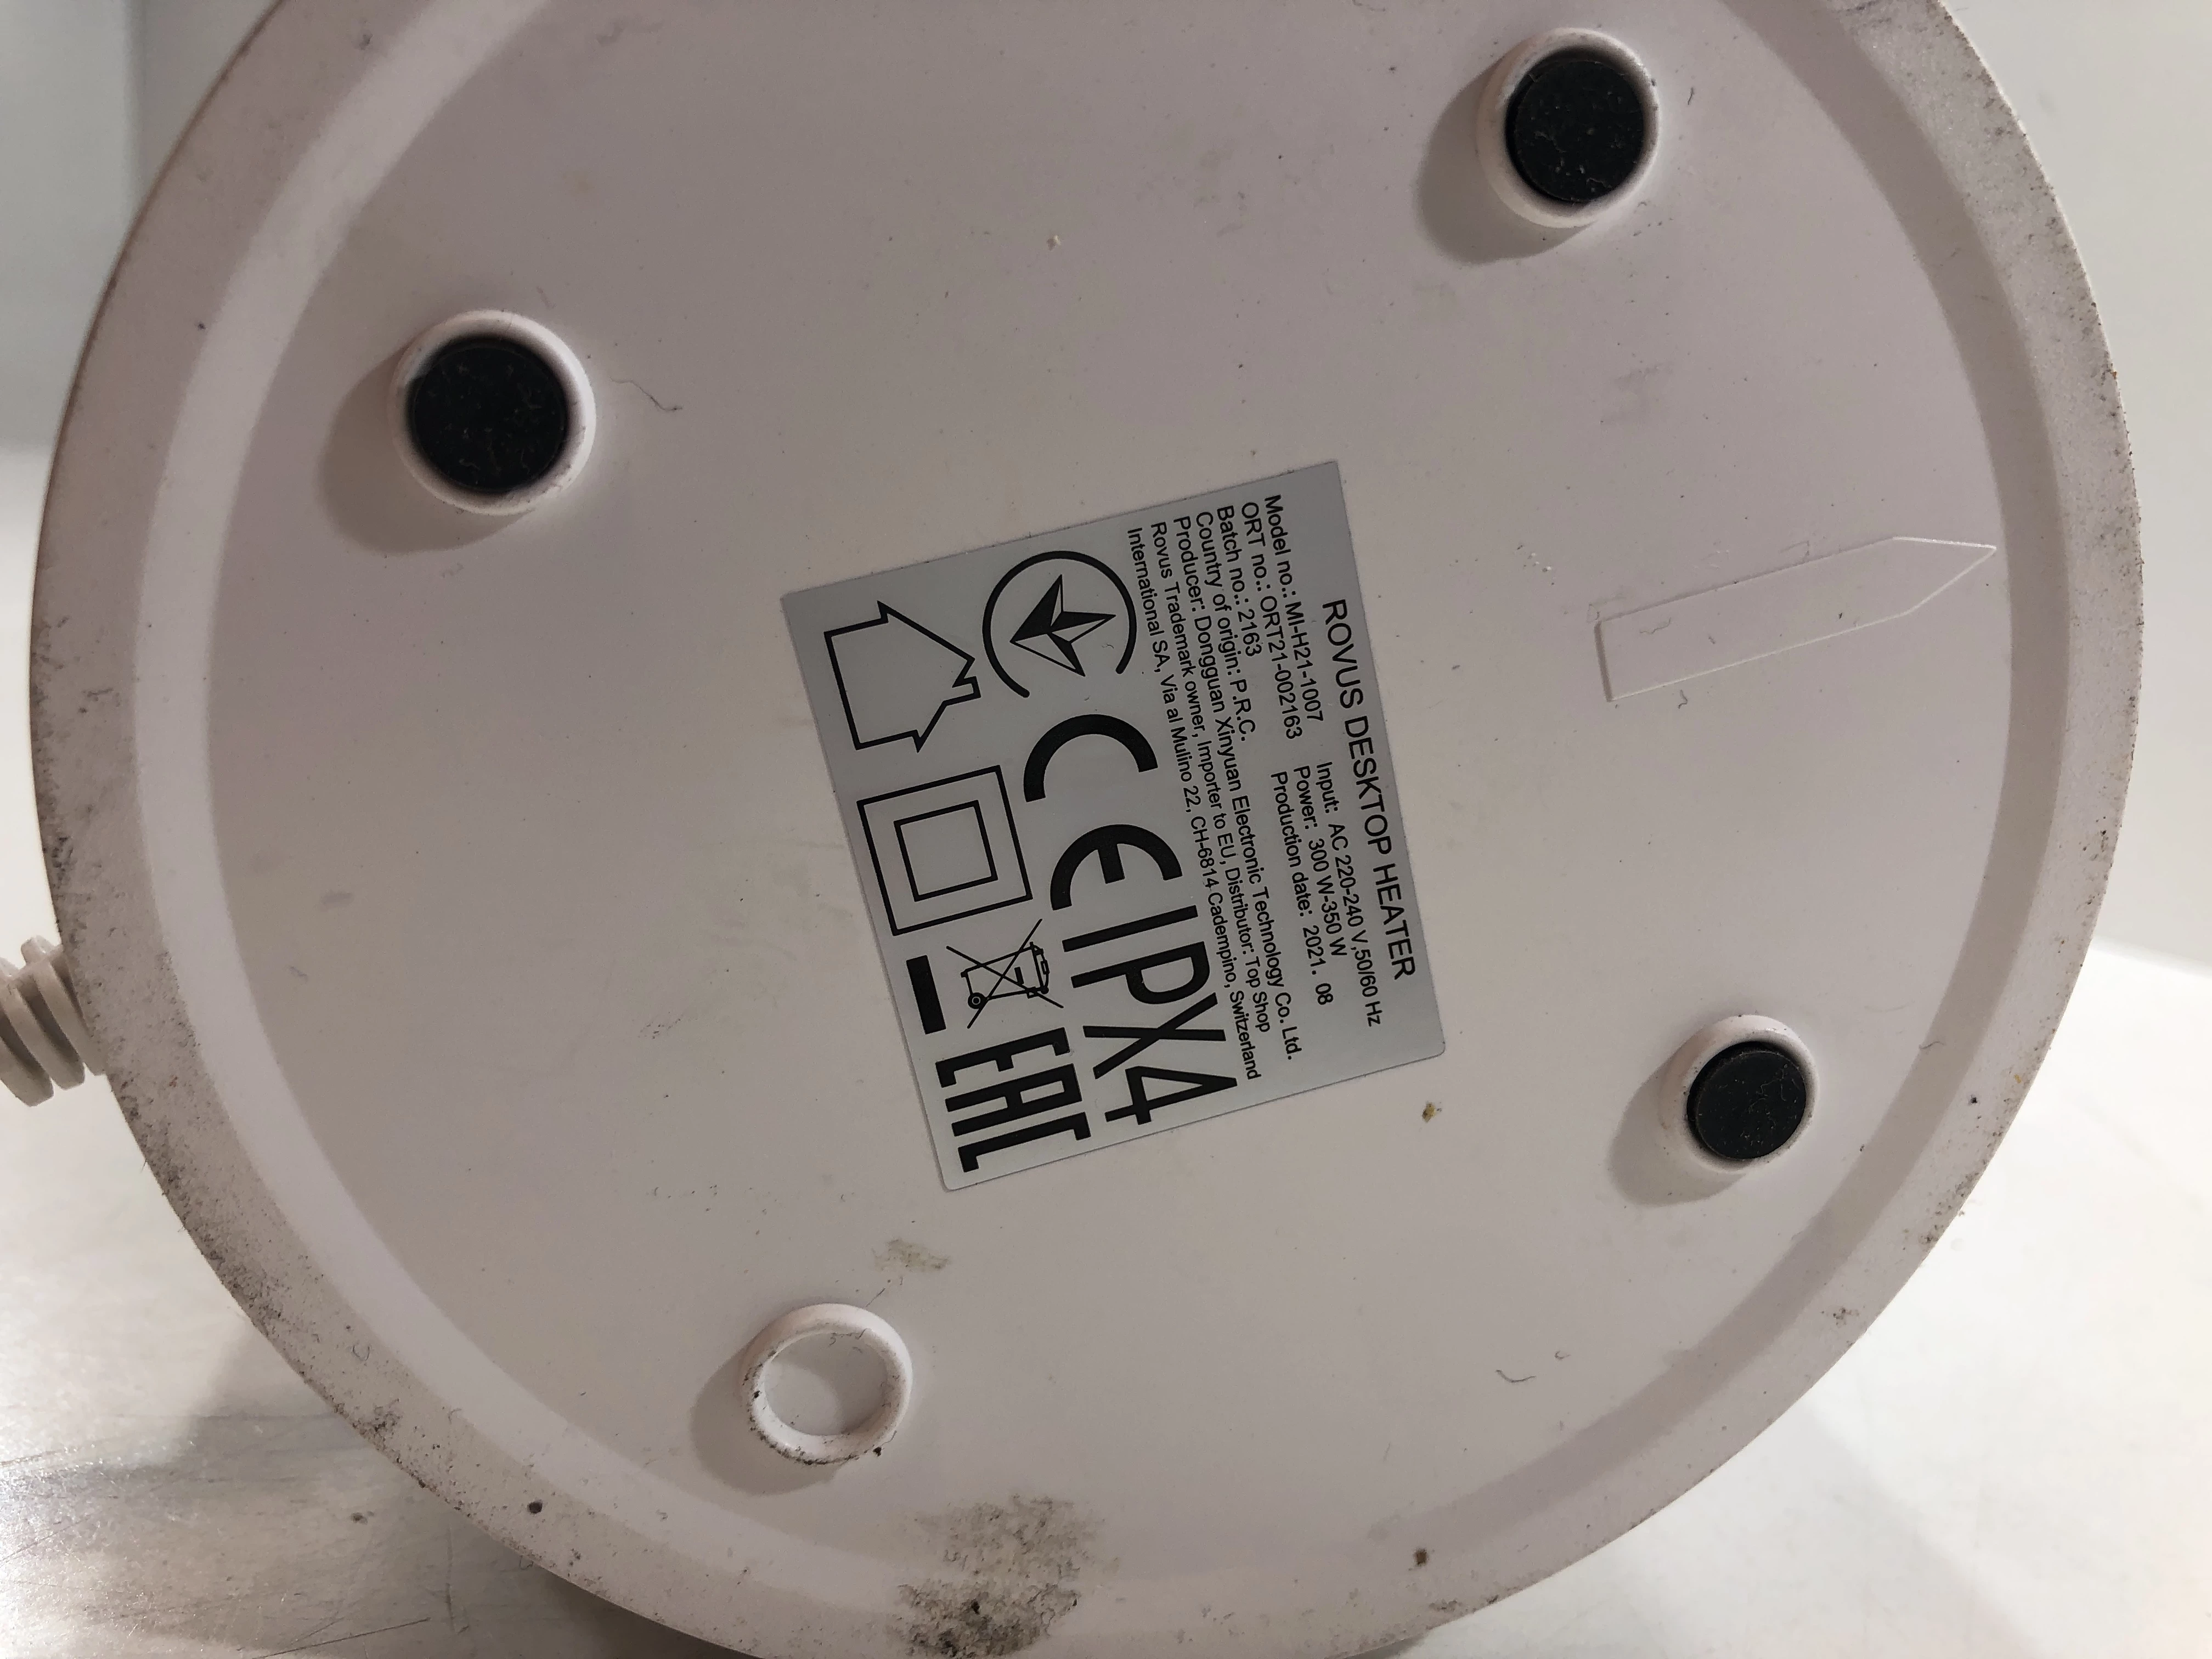 ROVUS DESKTOP HEATER
Model no.: MI-H21-1007 Input: AC 220-240 V,50/60 Hz
ORT no.: ORT21-002163 Power: 300 W-350 W
Batch no.: 2163 Production date: 2021. 08
Country of origin: P.R.C.
Producer: Dongguan Xinyuan Electronic Technology Co. Ltd.
Rovus Trademark owner, Importer to EU, Distributor: Top Shop
International SA, Via al Mulino 22, CH-6814 Cadempino, Switzerland
CE IPX4
EAC